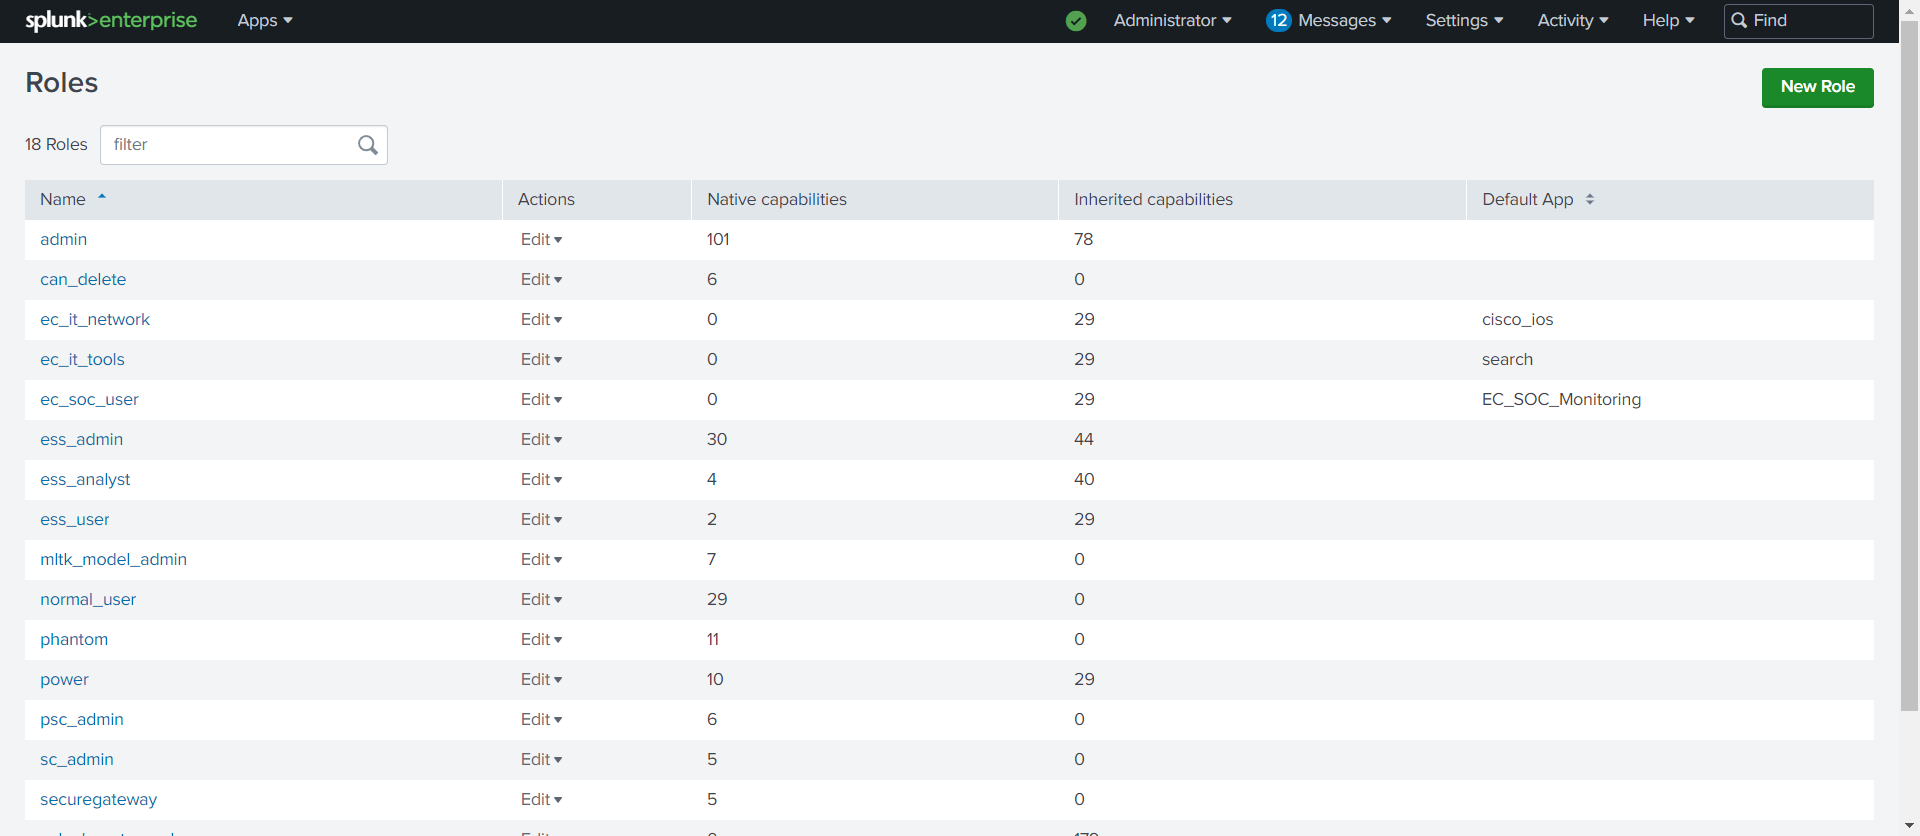 splunk>enterprise Apps Administrator 12 Messages Settings Activity Help Find
Roles
New Role
18 Roles filter
Name Actions Native capabilities Inherited capabilities Default App
admin Edit 101 78
can_delete Edit 6 0
ec_it_network Edit 0 29 cisco_ios
ec_it_tools Edit 0 29 search
ec_soc_user Edit 0 29 EC_SOC_Monitoring
ess_admin Edit 30 44
ess_analyst Edit 4 40
ess_user Edit 2 29
mltk_model_admin Edit 7 0
normal_user Edit 29 0
phantom Edit 11 0
power Edit 10 29
psc_admin Edit 6 0
sc_admin Edit 5 0
securegateway Edit 5 0